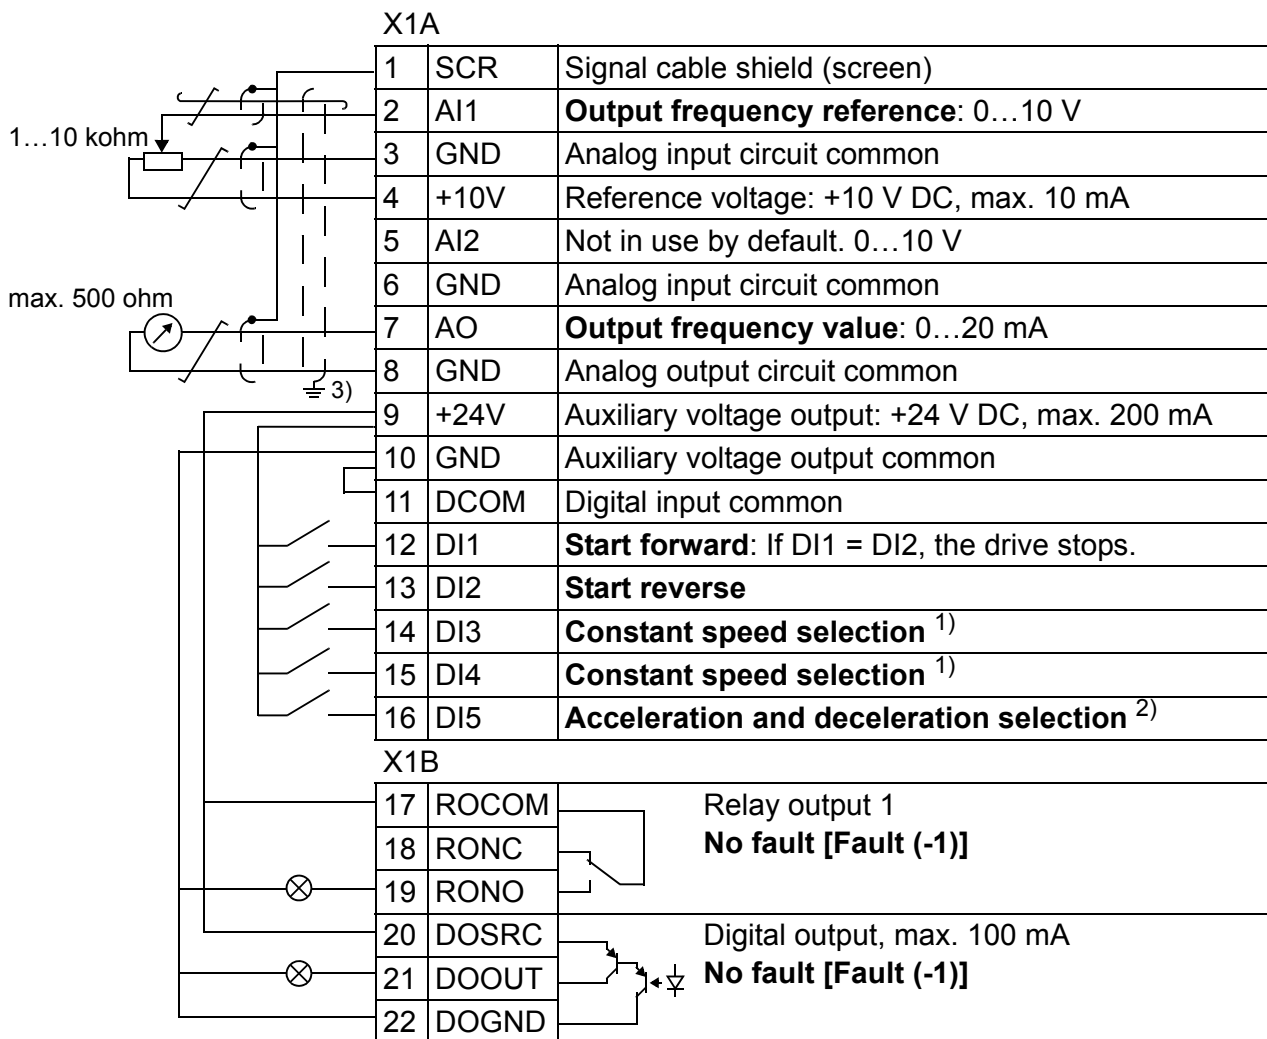 X1A
1 SCR Signal cable shield (screen)
2 AI1 Output frequency reference: 0…10 V
1…10 kohm
3 GND Analog input circuit common
4 +10V Reference voltage: +10 V DC, max. 10 mA
5 AI2 Not in use by default. 0…10 V
6 GND Analog input circuit common
max. 500 ohm
7 AO Output frequency value: 0…20 mA
8 GND Analog output circuit common
3)
9 +24V Auxiliary voltage output: +24 V DC, max. 200 mA
10 GND Auxiliary voltage output common
11 DCOM Digital input common
12 DI1 Start forward: If DI1 = DI2, the drive stops.
13 DI2 Start reverse
14 DI3 Constant speed selection 1)
15 DI4 Constant speed selection 1)
16 DI5 Acceleration and deceleration selection 2)
X1B
17 ROCOM Relay output 1
18 RONC No fault [Fault (-1)]
19 RONO
20 DOSRC Digital output, max. 100 mA
21 DOOUT No fault [Fault (-1)]
22 DOGND